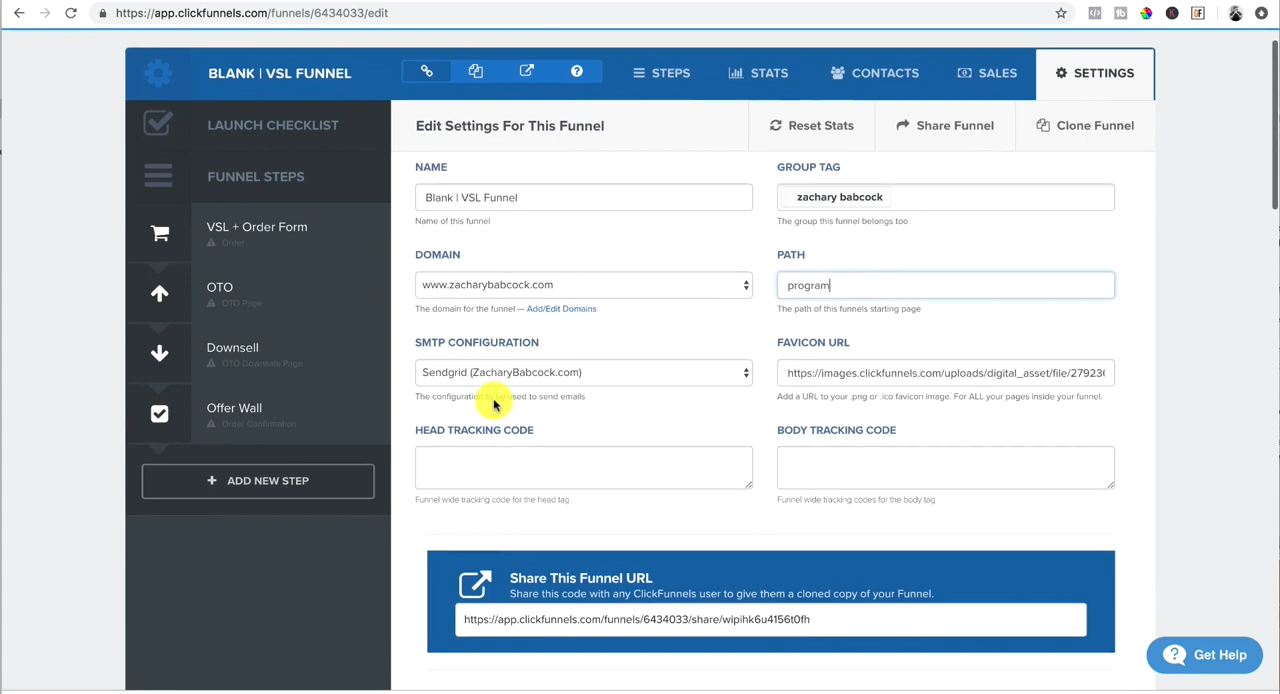 https://app.clickfunnels.com/funnels/6434033/edit
BLANK | VSL FUNNEL
STEPS
STATS
CONTACTS
SALES
SETTINGS
LAUNCH CHECKLIST
Edit Settings For This Funnel
Reset Stats
Share Funnel
Clone Funnel
FUNNEL STEPS
VSL + Order Form
Order
OTO
OTO Page
Downsell
OTO Downsale Page
Offer Wall
Order Confirmation
+ ADD NEW STEP
NAME
Blank | VSL Funnel
Name of this funnel
GROUP TAG
zachary babcock
The group this funnel belongs too
DOMAIN
www.zacharybabcock.com
The domain for the funnel — Add/Edit Domains
PATH
program
The path of this funnels starting page
SMTP CONFIGURATION
Sendgrid (ZacharyBabcock.com)
The configuration to be used to send emails
FAVICON URL
https://images.clickfunnels.com/uploads/digital_asset/file/27923
Add a URL to your .png or .ico favicon image. For ALL your pages inside your funnel.
HEAD TRACKING CODE
Funnel wide tracking code for the head tag
BODY TRACKING CODE
Funnel wide tracking codes for the body tag
Share This Funnel URL
Share this code with any ClickFunnels user to give them a cloned copy of your Funnel.
https://app.clickfunnels.com/funnels/6434033/share/wipihk6u4156t0fh
Get Help